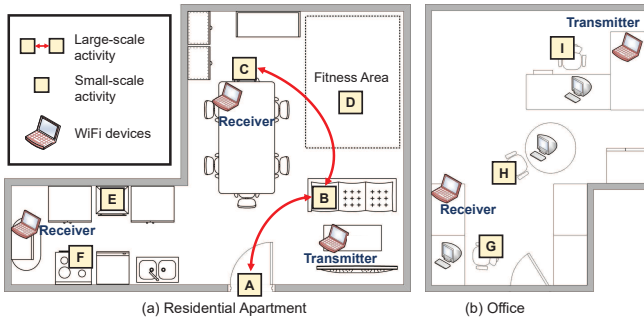 Large-scale
activity
Small-scale
activity
WiFi devices
C
Fitness Area
D
Receiver
E
B
Receiver
F
A
Transmitter
(a) Residential Apartment
Transmitter
I
H
Receiver
G
(b) Office